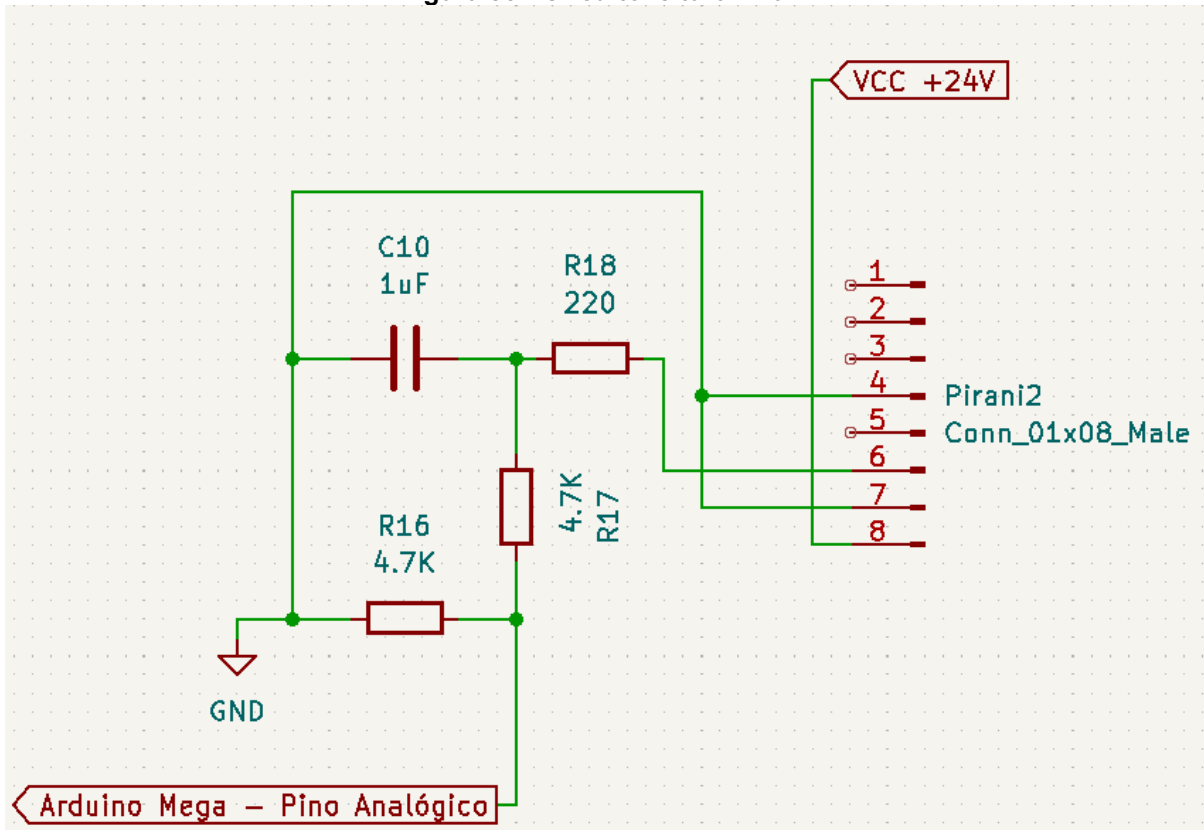 VCC +24V
C10
1uF
R18
220
1
2
3
4
5
6
7
8
Pirani2
Conn_01x08_Male
4.7K
R17
R16
4.7K
GND
Arduino Mega – Pino Analógico